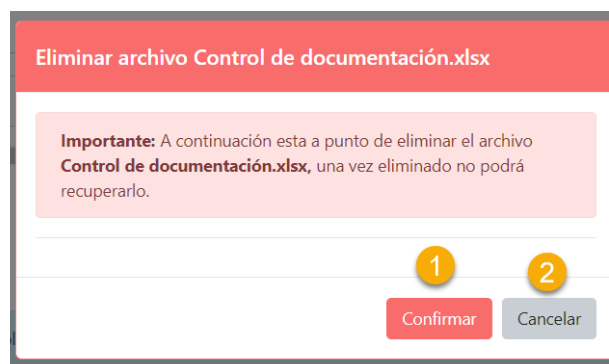 Eliminar archivo Control de documentación.xlsx
Importante: A continuación esta a punto de eliminar el archivo
Control de documentación.xlsx, una vez eliminado no podrá
recuperarlo.
1
2
Confirmar
Cancelar